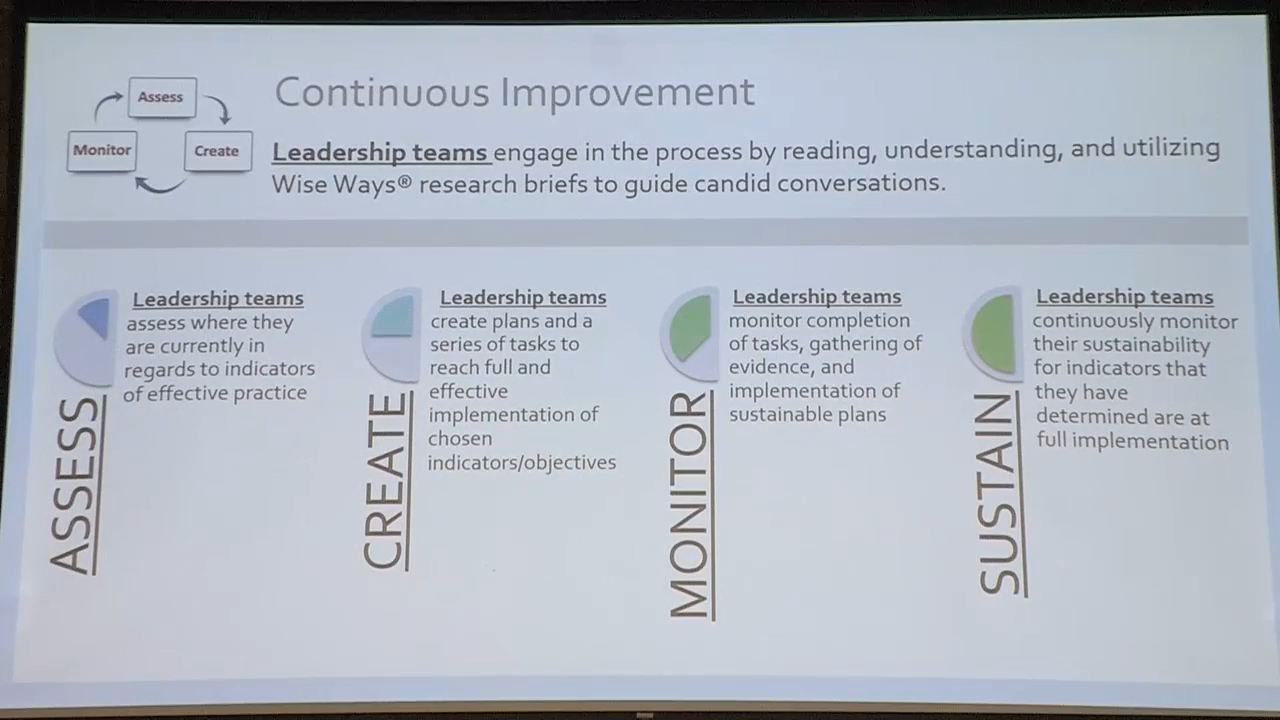 Assess
Monitor
Create
Continuous Improvement
Leadership teams engage in the process by reading, understanding, and utilizing
Wise Ways® research briefs to guide candid conversations.
ASSESS
Leadership teams
assess where they
are currently in
regards to indicators
of effective practice
CREATE
Leadership teams
create plans and a
series of tasks to
reach full and
effective
implementation of
chosen
indicators/objectives
MONITOR
Leadership teams
monitor completion
of tasks, gathering of
evidence, and
implementation of
sustainable plans
SUSTAIN
Leadership teams
continuously monitor
their sustainability
for indicators that
they have
determined are at
full implementation